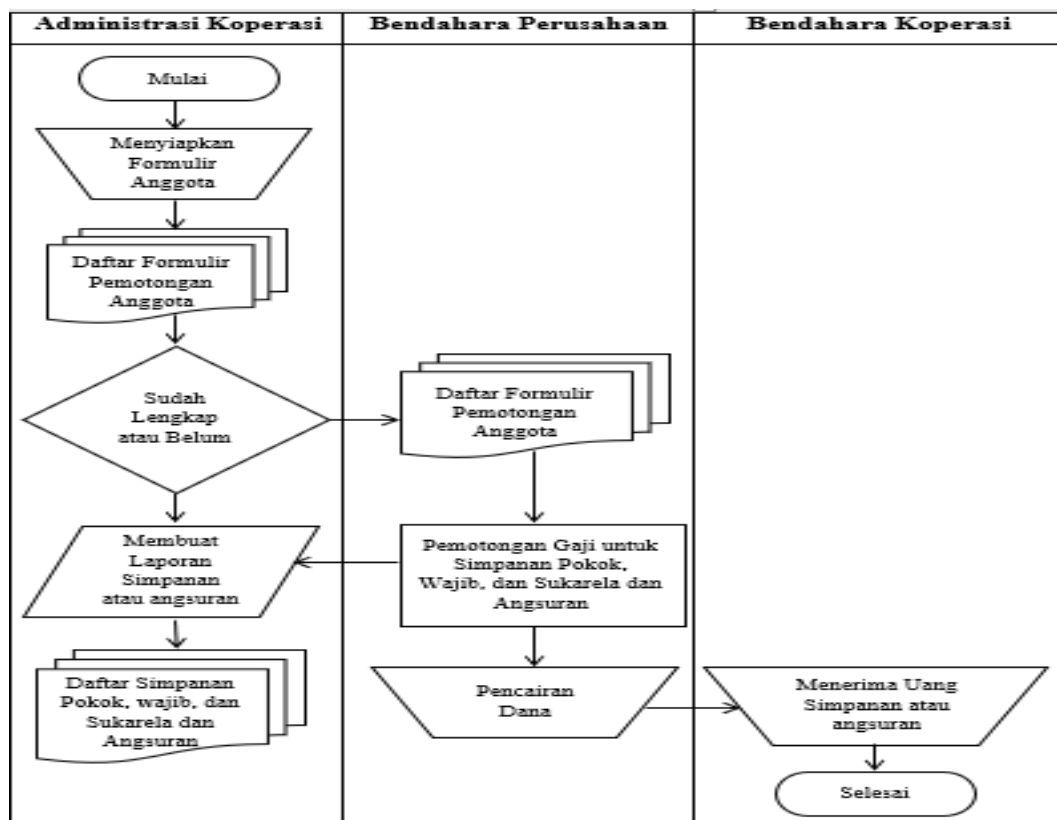 Administrasi Koperasi
Bendahara Perusahaan
Bendahara Koperasi
Mulai
Menyiapkan
Formulir
Anggota
Daftar Formulir
Pemotongan
Anggota
Sudah
Lengkap
atau Belum
Daftar Formulir
Pemotongan
Anggota
Membuat
Laporan
Simpanan
atau angsuran
Pemotongan Gaji untuk
Simpanan Pokok,
Wajib, dan Sukarela dan
Angsuran
Daftar Simpanan
Pokok, wajib, dan
Sukarela dan
Angsuran
Pencairan
Dana
Menerima Uang
Simpanan atau
angsuran
Selesai